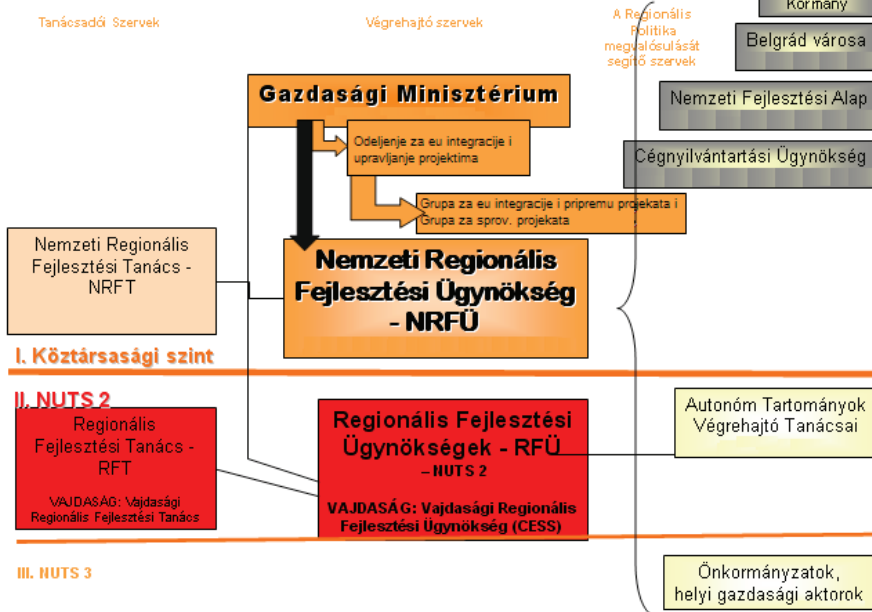 Tanácsadói Szervek
Végrehajtó szervek
A Regionális
Politika
megvalósulását
segítő szervek
Kormány
Belgrád városa
Nemzeti Fejlesztési Alap
Cégnyilvántartási Ügynökség
Gazdasági Minisztérium
Odeljenje za eu integracije i
upravljanje projektima
Grupa za eu integracije i pripremu projekata i
Grupa za sprov. projekata
Nemzeti Regionális
Fejlesztési Tanács -
NRFT
Nemzeti Regionális
Fejlesztési Ügynökség
- NRFÜ
I. Köztársasági szint
II. NUTS 2
Regionális
Fejlesztési Tanács -
RFT
VAJDASÁG: Vajdasági
Regionális Fejlesztési Tanács
Regionális Fejlesztési
Ügynökségek - RFÜ
– NUTS 2
VAJDASÁG: Vajdasági Regionális
Fejlesztési Ügynökség (CESS)
Autonóm Tartományok
Végrehajtó Tanácsai
III. NUTS 3
Önkormányzatok,
helyi gazdasági aktorok